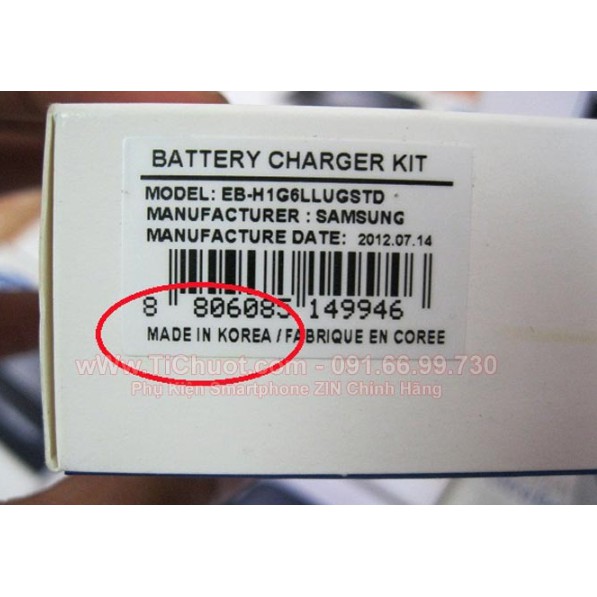 BATTERY CHARGER KIT
MODEL: EB-H1G6LLUGSTD
MANUFACTURER : SAMSUNG
MANUFACTURE DATE: 2012.07.14
8 806085 149946
MADE IN KOREA / FABRIQUE EN COREE
www.TiChuot.com - 091.66.99.730
Phụ Kiện Smartphone ZIN Chính Hãng